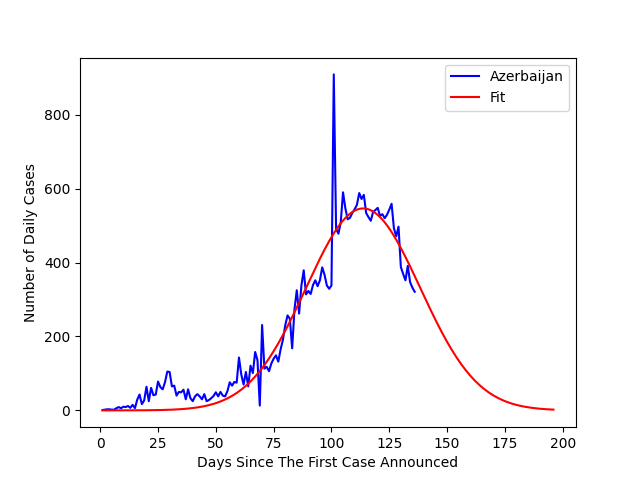 Azerbaijan
Fit
800
600
400
200
0
Number of Daily Cases
0 25 50 75 100 125 150 175 200
Days Since The First Case Announced